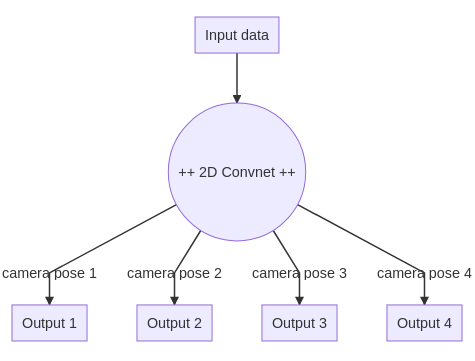 Input data
++ 2D Convnet ++
camera pose 1
camera pose 2
camera pose 3
camera pose 4
Output 1
Output 2
Output 3
Output 4